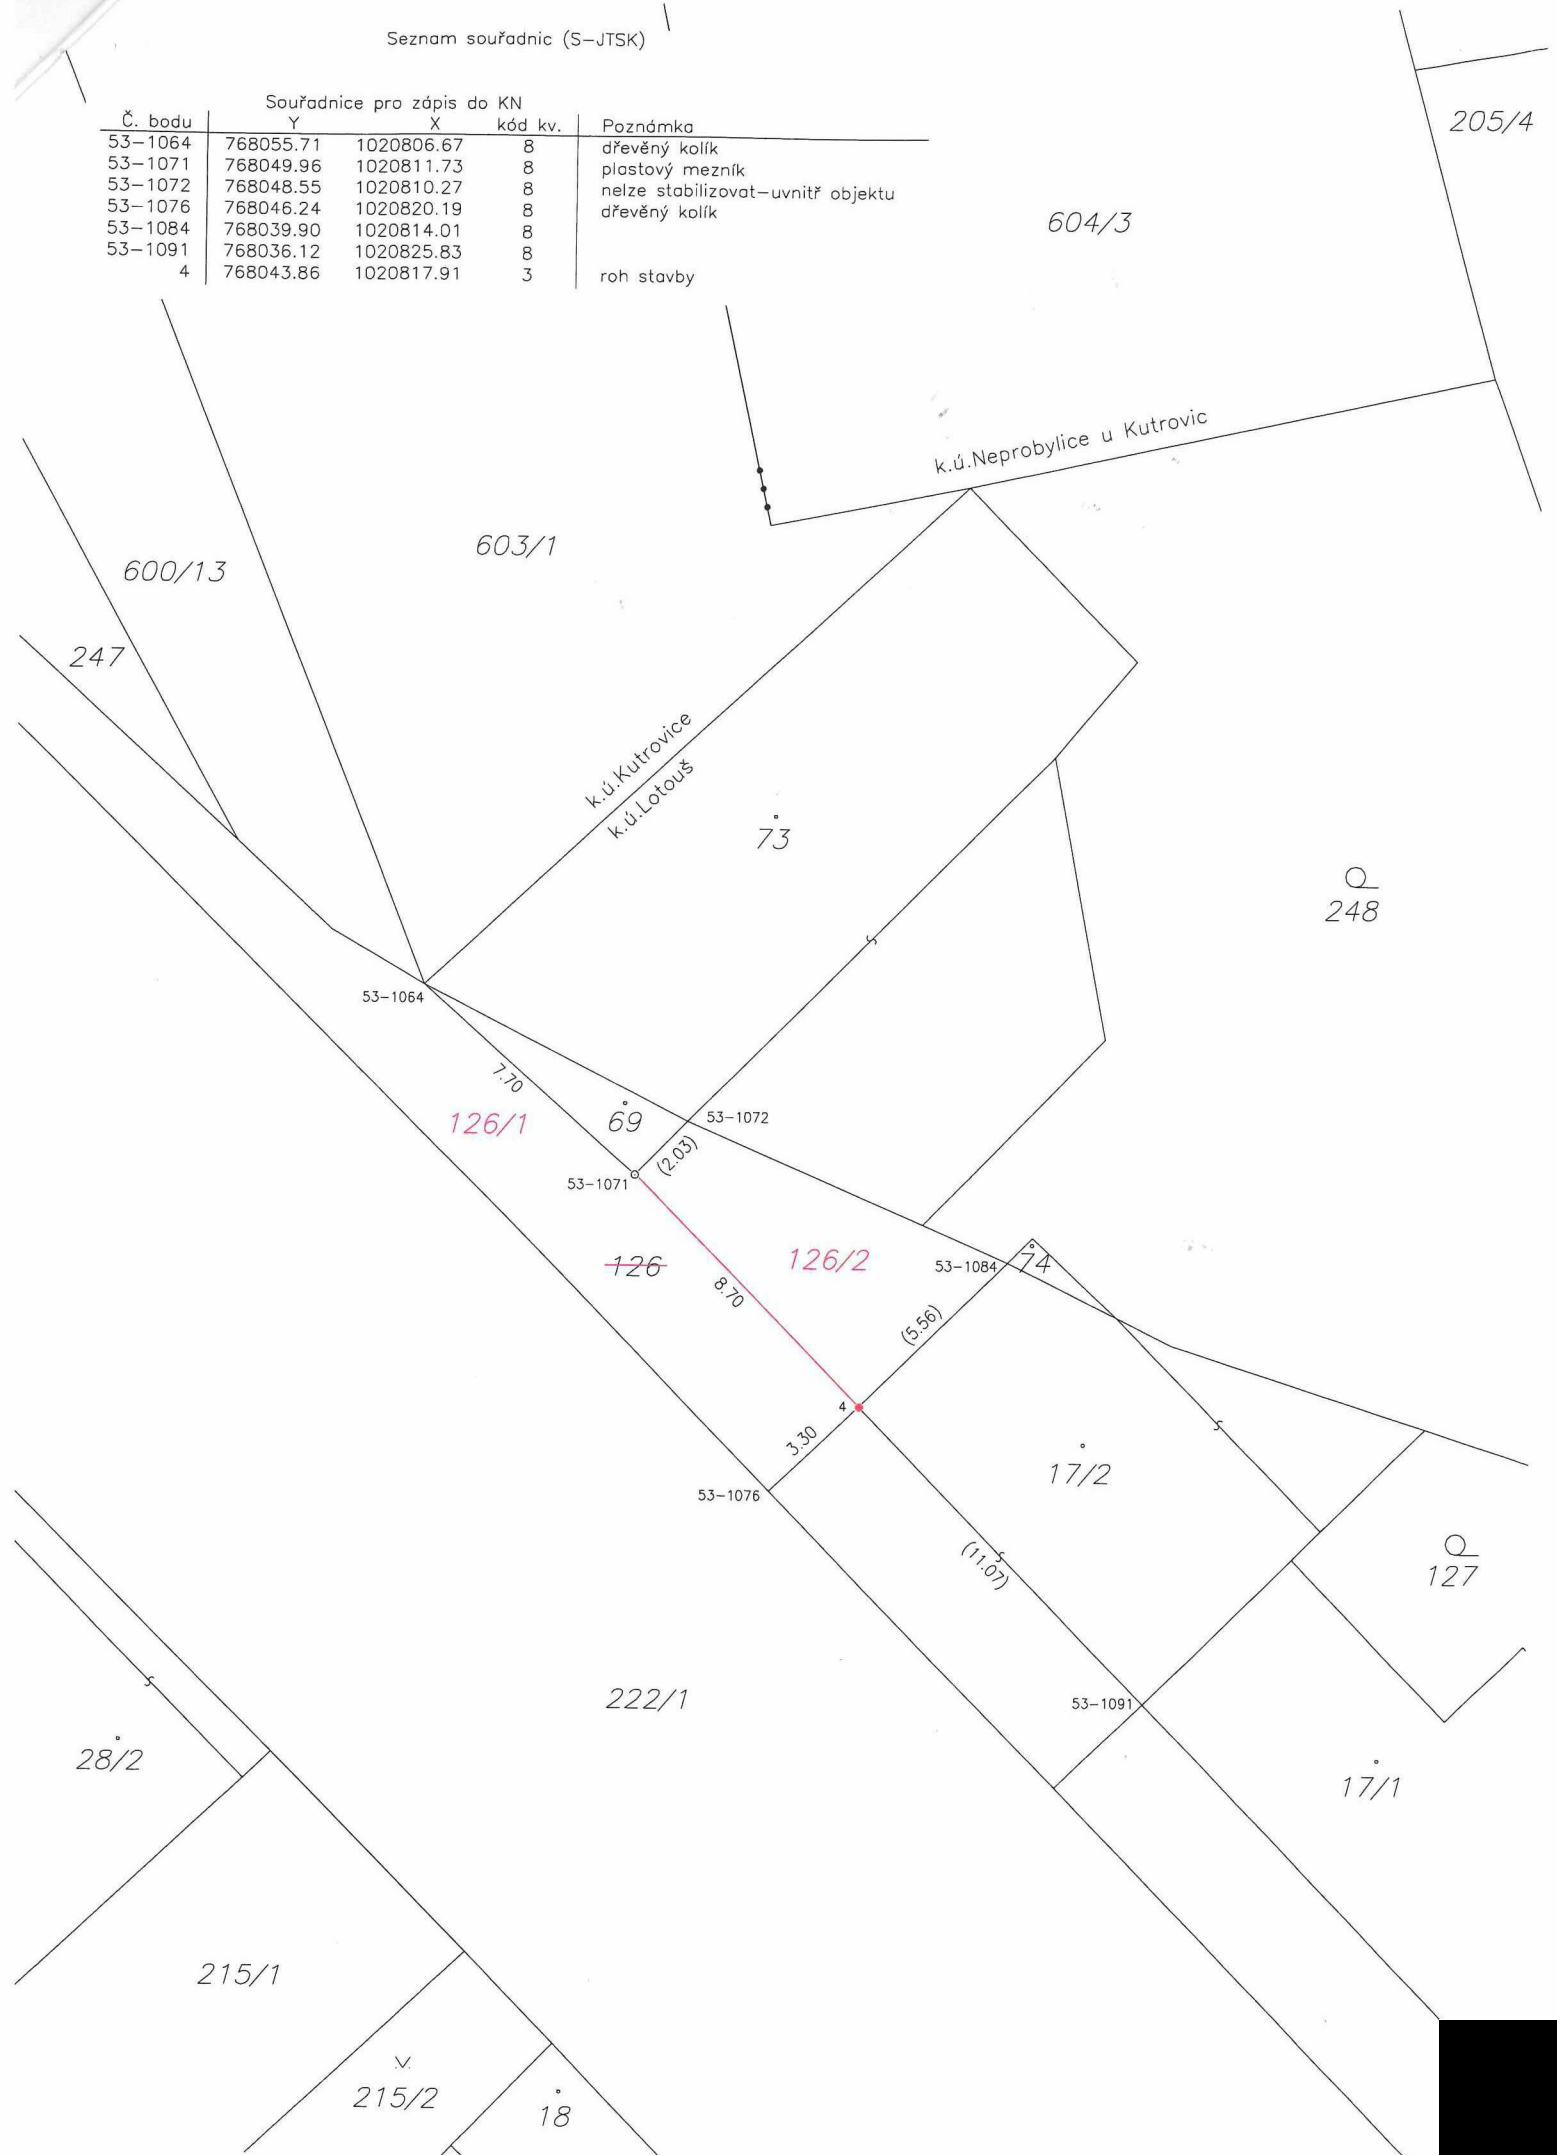 Seznam souřadnic (S-JTSK)
Souřadnice pro zápis do KN
Č. bodu Y X kód kv. Poznámka
53-1064 768055.71 1020806.67 8 dřevěný kolík
53-1071 768049.96 1020811.73 8 plastový mezník
53-1072 768048.55 1020810.27 8 nelze stabilizovat-uvnitř objektu
53-1076 768046.24 1020820.19 8 dřevěný kolík
53-1084 768039.90 1020814.01 8
53-1091 768036.12 1020825.83 8
4 768043.86 1020817.91 3 roh stavby
205/4
604/3
k.ú.Neprobylice u Kutrovic
603/1
600/13
247
k.ú.Kutrovice
k.ú.Lotouš
73
248
53-1064
7.70
126/1
69
53-1072
(2.03)
53-1071
126
126/2
53-1084
74
8.70
(5.56)
4
3.30
17/2
53-1076
(11.07)
127
222/1
53-1091
28/2
17/1
215/1
215/2
18